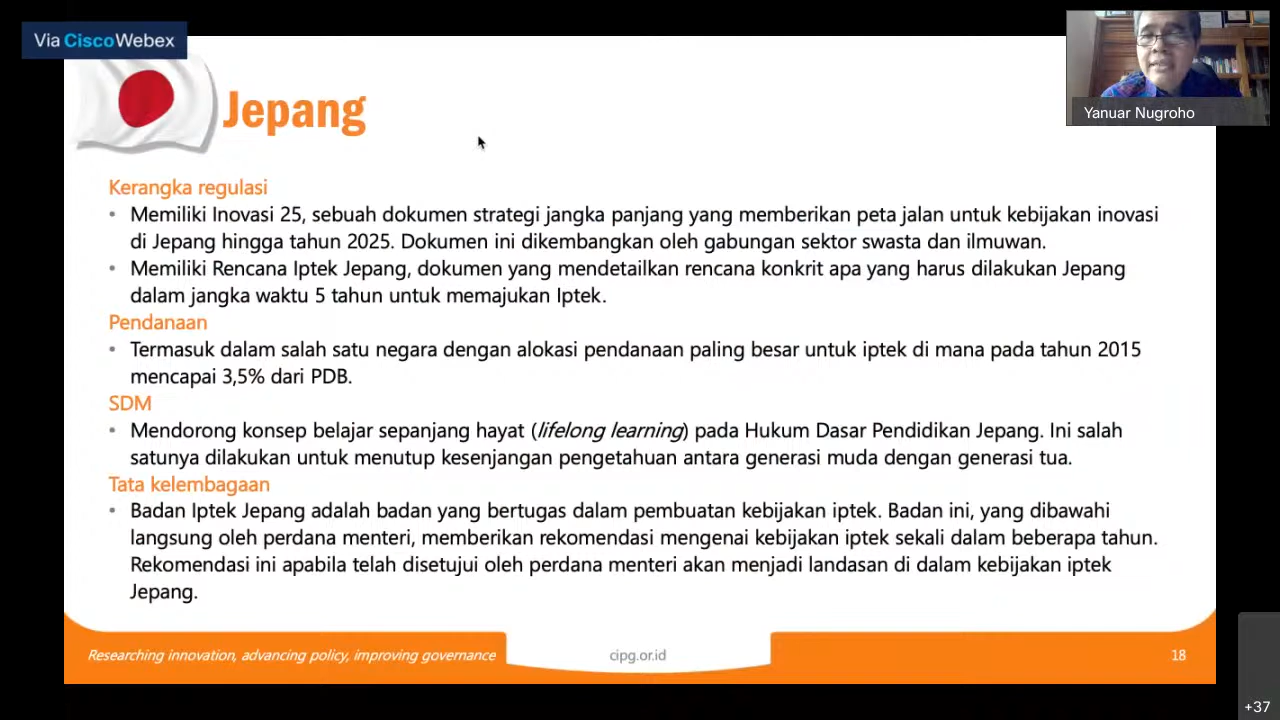 Via Cisco Webex
Yanuar Nugroho
Jepang
Kerangka regulasi
• Memiliki Inovasi 25, sebuah dokumen strategi jangka panjang yang memberikan peta jalan untuk kebijakan inovasi
di Jepang hingga tahun 2025. Dokumen ini dikembangkan oleh gabungan sektor swasta dan ilmuwan.
• Memiliki Rencana Iptek Jepang, dokumen yang mendetailkan rencana konkrit apa yang harus dilakukan Jepang
dalam jangka waktu 5 tahun untuk memajukan Iptek.
Pendanaan
• Termasuk dalam salah satu negara dengan alokasi pendanaan paling besar untuk iptek di mana pada tahun 2015
mencapai 3,5% dari PDB.
SDM
• Mendorong konsep belajar sepanjang hayat (lifelong learning) pada Hukum Dasar Pendidikan Jepang. Ini salah
satunya dilakukan untuk menutup kesenjangan pengetahuan antara generasi muda dengan generasi tua.
Tata kelembagaan
• Badan Iptek Jepang adalah badan yang bertugas dalam pembuatan kebijakan iptek. Badan ini, yang dibawahi
langsung oleh perdana menteri, memberikan rekomendasi mengenai kebijakan iptek sekali dalam beberapa tahun.
Rekomendasi ini apabila telah disetujui oleh perdana menteri akan menjadi landasan di dalam kebijakan iptek
Jepang.
Researching innovation, advancing policy, improving governance
cipg.or.id
18
+37